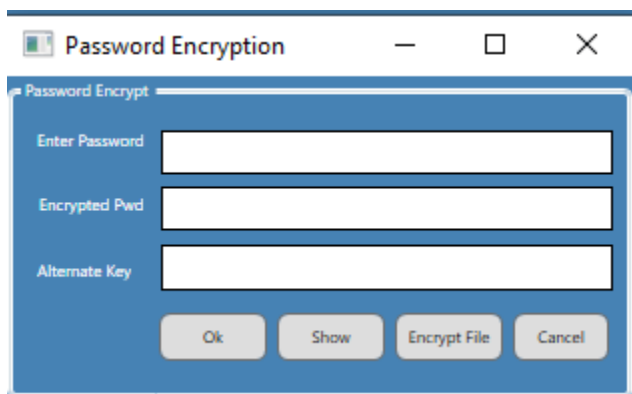 Password Encryption
Password Encrypt
Enter Password
Encrypted Pwd
Alternate Key
Ok Show Encrypt File Cancel